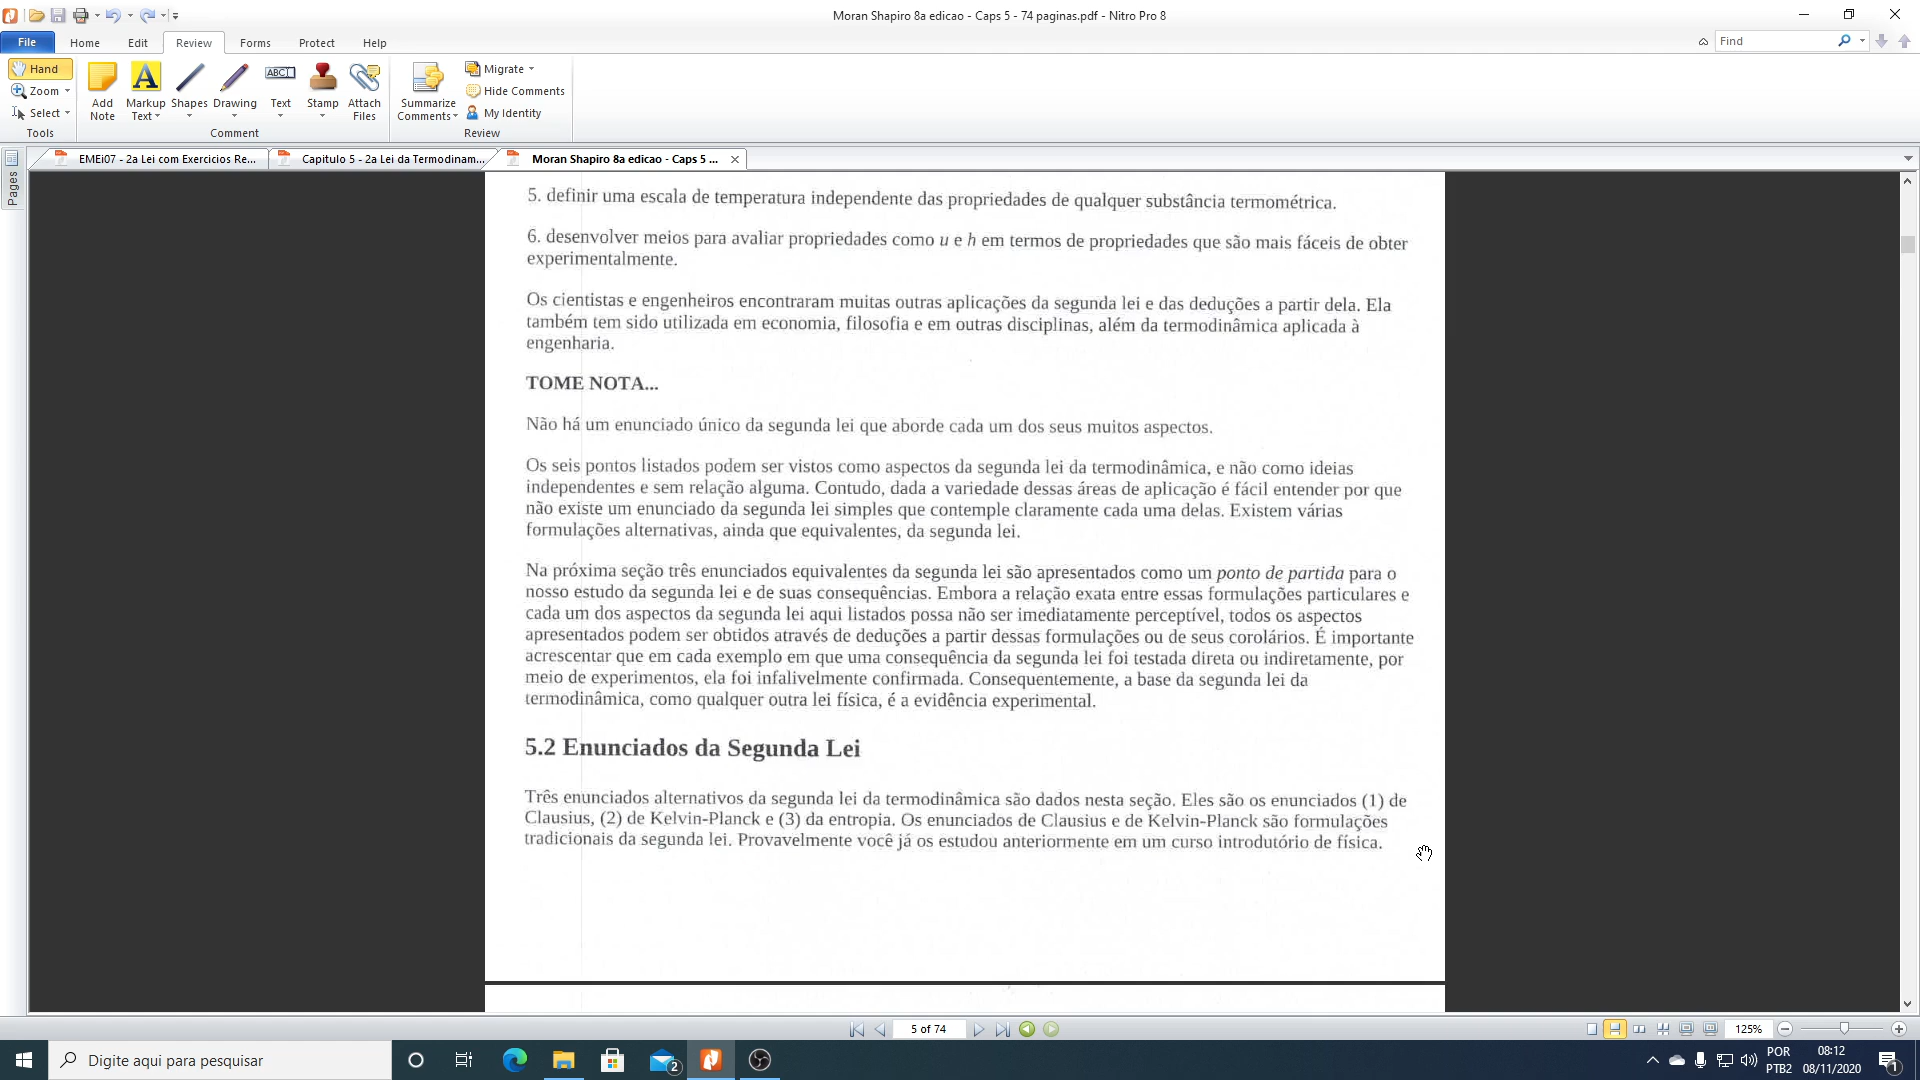 Moran Shapiro 8a edicao - Caps 5 - 74 paginas.pdf - Nitro Pro 8
File Home Edit Review Forms Protect Help
Find
Hand
Zoom
Select
Tools
Add Note
Markup Text
Shapes
Drawing
Text
Stamp
Attach Files
Comment
Summarize Comments
Migrate
Hide Comments
My Identity
Review
EMEi07 - 2a Lei com Exercicios Re...
Capitulo 5 - 2a Lei da Termodinam...
Moran Shapiro 8a edicao - Caps 5 ...
Pages
5. definir uma escala de temperatura independente das propriedades de qualquer substância termométrica.
6. desenvolver meios para avaliar propriedades como u e h em termos de propriedades que são mais fáceis de obter
experimentalmente.
Os cientistas e engenheiros encontraram muitas outras aplicações da segunda lei e das deduções a partir dela. Ela
também tem sido utilizada em economia, filosofia e em outras disciplinas, além da termodinâmica aplicada à
engenharia.
TOME NOTA...
Não há um enunciado único da segunda lei que aborde cada um dos seus muitos aspectos.
Os seis pontos listados podem ser vistos como aspectos da segunda lei da termodinâmica, e não como ideias
independentes e sem relação alguma. Contudo, dada a variedade dessas áreas de aplicação é fácil entender por que
não existe um enunciado da segunda lei simples que contemple claramente cada uma delas. Existem várias
formulações alternativas, ainda que equivalentes, da segunda lei.
Na próxima seção três enunciados equivalentes da segunda lei são apresentados como um ponto de partida para o
nosso estudo da segunda lei e de suas consequências. Embora a relação exata entre essas formulações particulares e
cada um dos aspectos da segunda lei aqui listados possa não ser imediatamente perceptível, todos os aspectos
apresentados podem ser obtidos através de deduções a partir dessas formulações ou de seus corolários. É importante
acrescentar que em cada exemplo em que uma consequência da segunda lei foi testada direta ou indiretamente, por
meio de experimentos, ela foi infalivelmente confirmada. Consequentemente, a base da segunda lei da
termodinâmica, como qualquer outra lei física, é a evidência experimental.
5.2 Enunciados da Segunda Lei
Três enunciados alternativos da segunda lei da termodinâmica são dados nesta seção. Eles são os enunciados (1) de
Clausius, (2) de Kelvin-Planck e (3) da entropia. Os enunciados de Clausius e de Kelvin-Planck são formulações
tradicionais da segunda lei. Provavelmente você já os estudou anteriormente em um curso introdutório de física.
5 of 74
125%
Digite aqui para pesquisar
2
POR
PTB2
08:12
08/11/2020
1